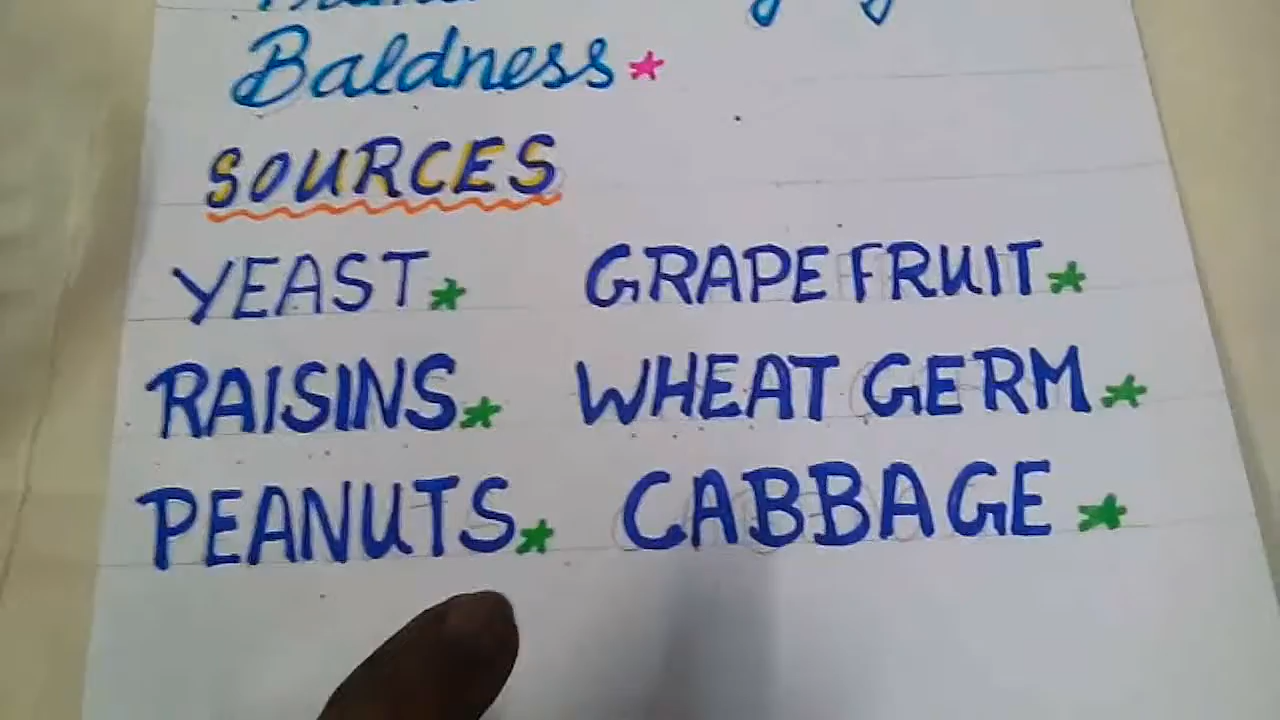 Baldness
SOURCES
YEAST GRAPE FRUIT
RAISINS WHEAT GERM
PEANUTS CABBAGE